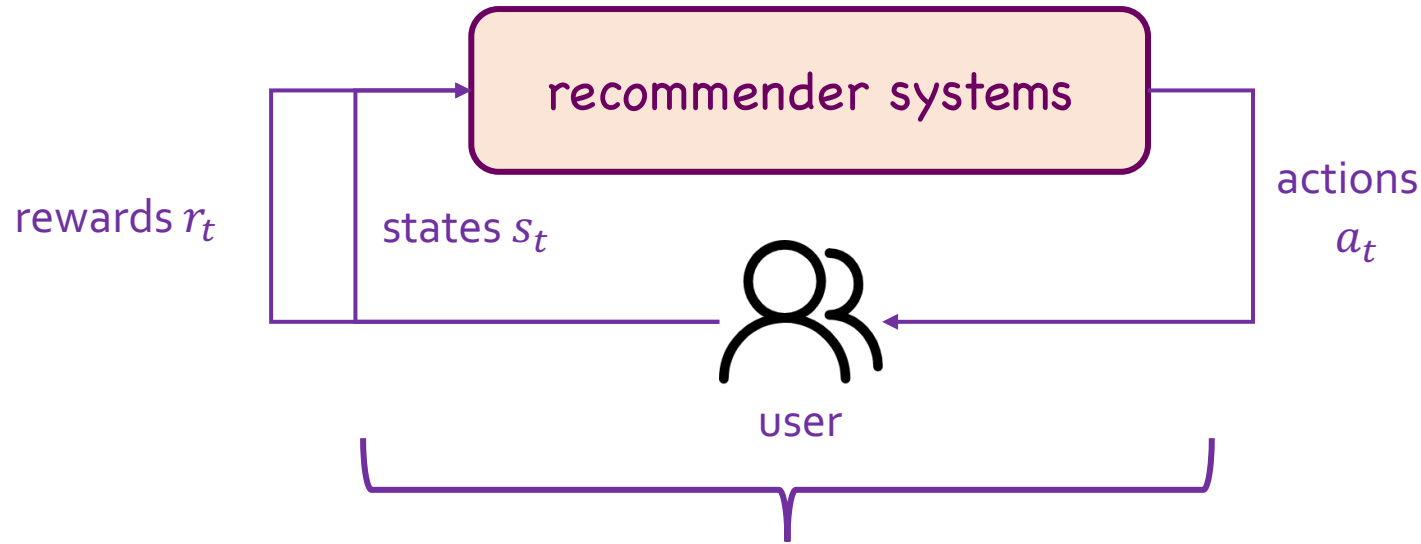 recommender systems
rewards r_t
states s_t
actions
a_t
user